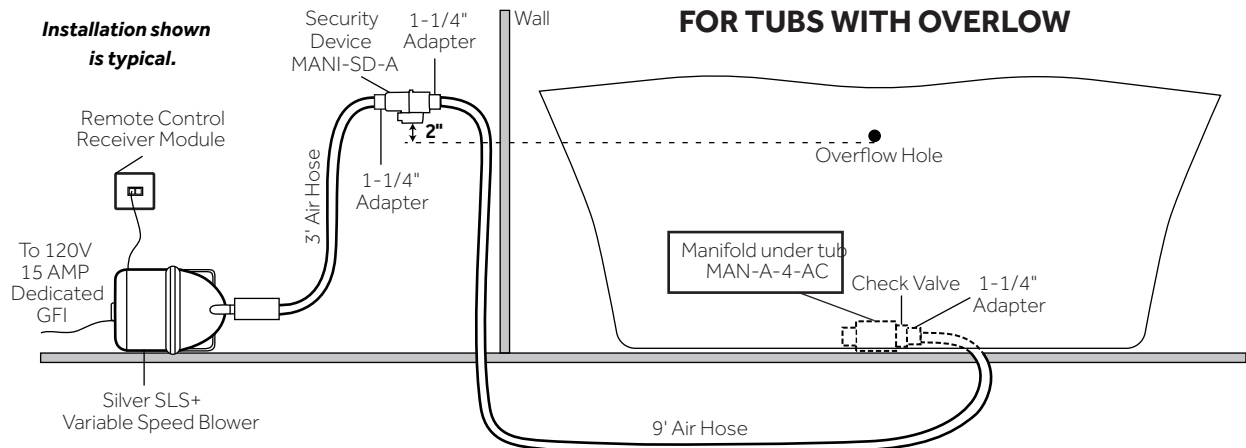 Installation shown
is typical.
Security
Device
MANI-SD-A
1-1/4"
Adapter
Wall
FOR TUBS WITH OVERLOW
Remote Control
Receiver Module
2"
Overflow Hole
1-1/4"
Adapter
3' Air Hose
To 120V
15 AMP
Dedicated
GFI
Manifold under tub
MAN-A-4-AC
Check Valve
1-1/4"
Adapter
Silver SLS+
Variable Speed Blower
9' Air Hose